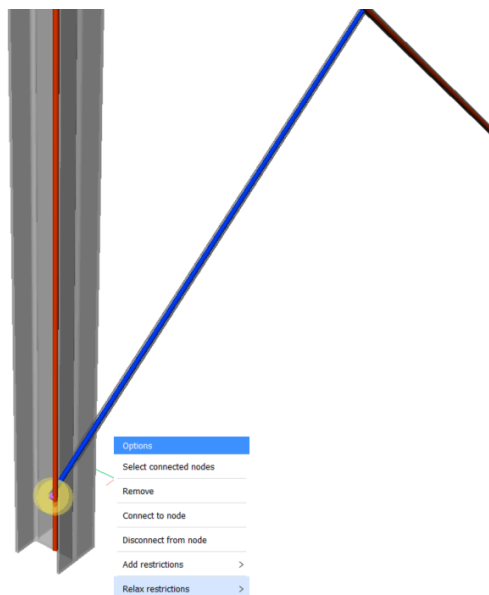 Options
Select connected nodes
Remove
Connect to node
Disconnect from node
Add restrictions >
Relax restrictions >